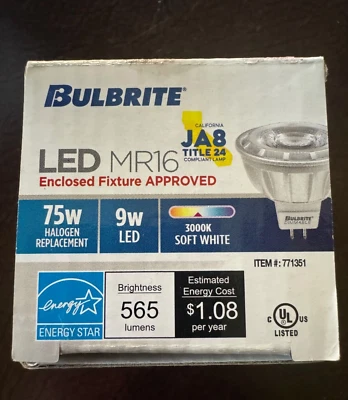 BULBRITE®
CALIFORNIA
JA8
TITLE 24
COMPLIANT LAMP
LED MR16
Enclosed Fixture APPROVED
75w
HALOGEN
REPLACEMENT
9w
LED
3000K
SOFT WHITE
BULBRITE
DIMMABLE
ITEM #: 771351
energy
ENERGY STAR
Brightness
565
lumens
Estimated
Energy Cost
$1.08
per year
C UL US
LISTED